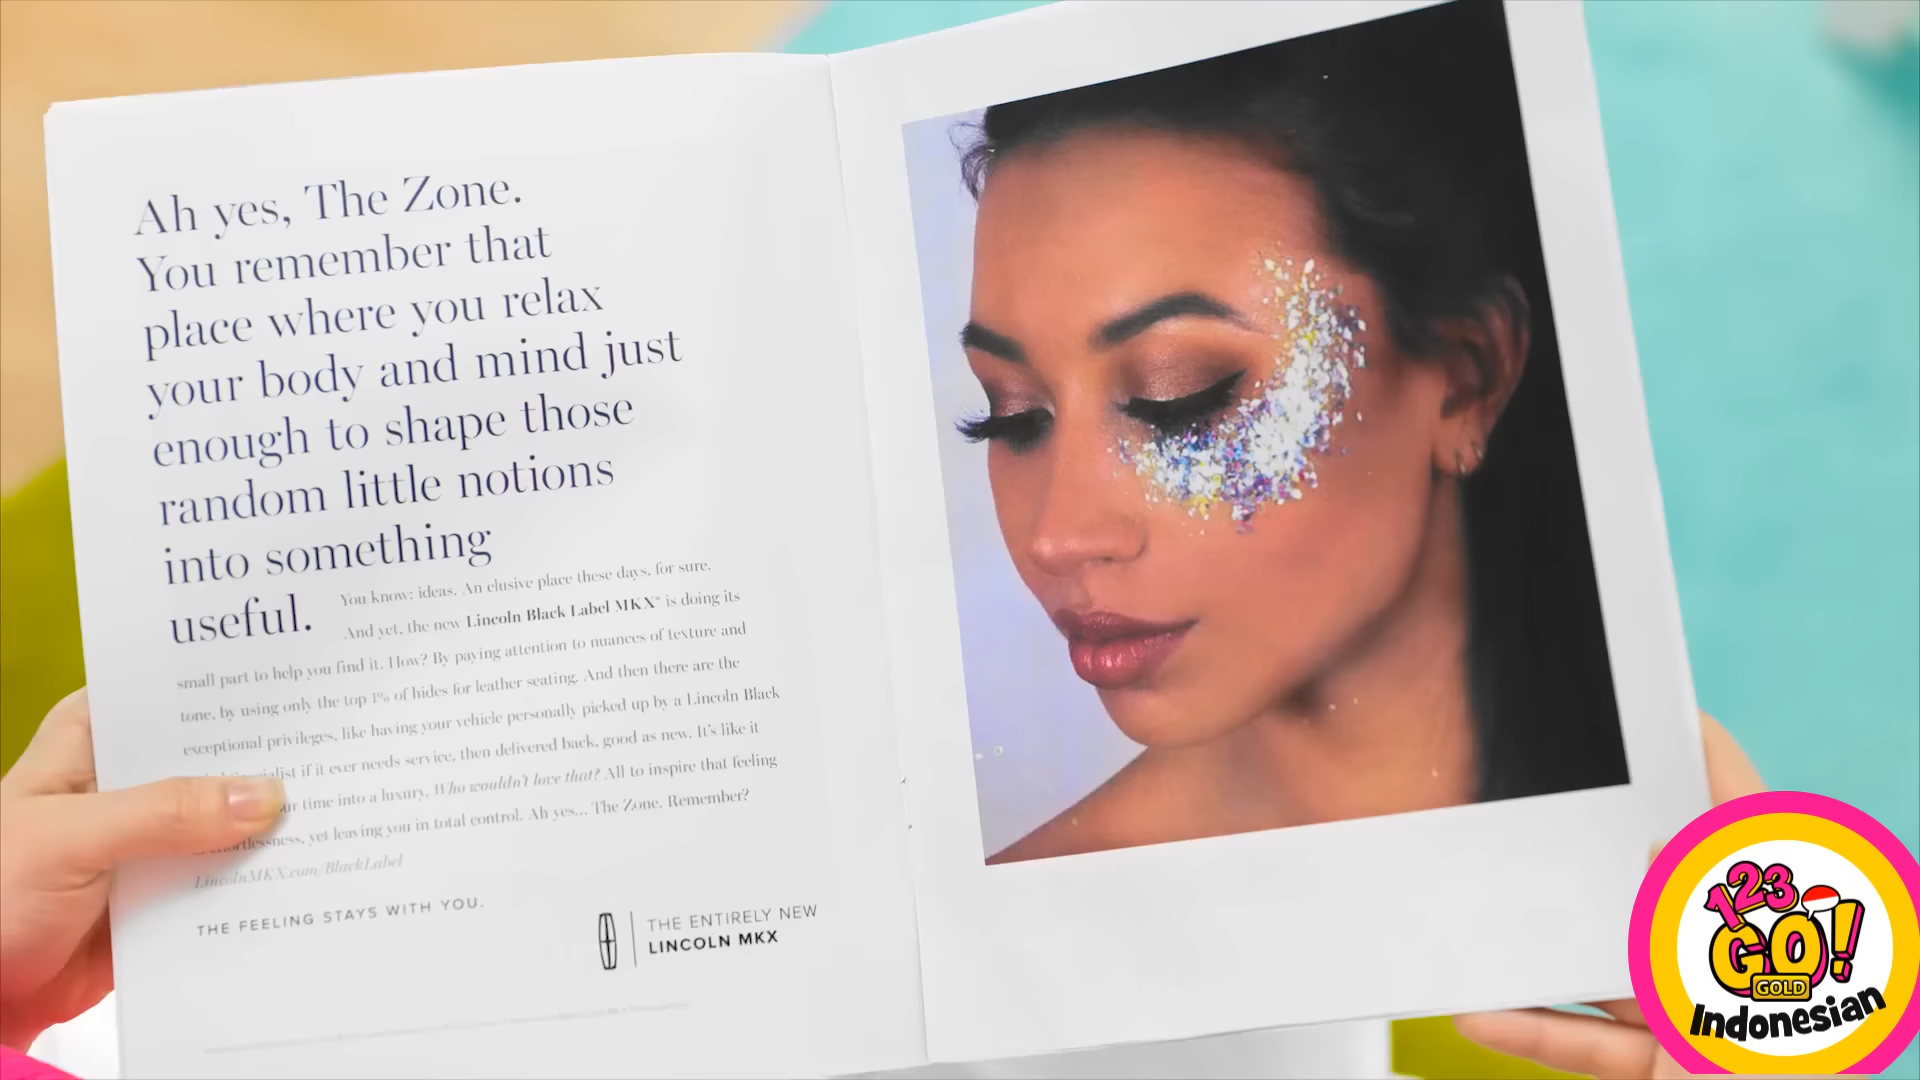 Ah yes, The Zone.
You remember that
place where you relax
your body and mind just
enough to shape those
random little notions
into something
useful.
You know: ideas. An elusive place these days, for sure.
And yet, the new Lincoln Black Label MKX® is doing its
small part to help you find it. How? By paying attention to nuances of texture and
tone, by using only the top 1% of hides for leather seating. And then there are the
exceptional privileges, like having your vehicle personally picked up by a Lincoln Black
if it ever needs service, then delivered back, good as new. It's like it
time into a luxury. Who wouldn't love that? All to inspire that feeling
yet leaving you in total control. Ah yes... The Zone. Remember?
LincolnMKX.com/BlackLabel
THE FEELING STAYS WITH YOU.
THE ENTIRELY NEW
LINCOLN MKX
123
GO!
GOLD
Indonesian